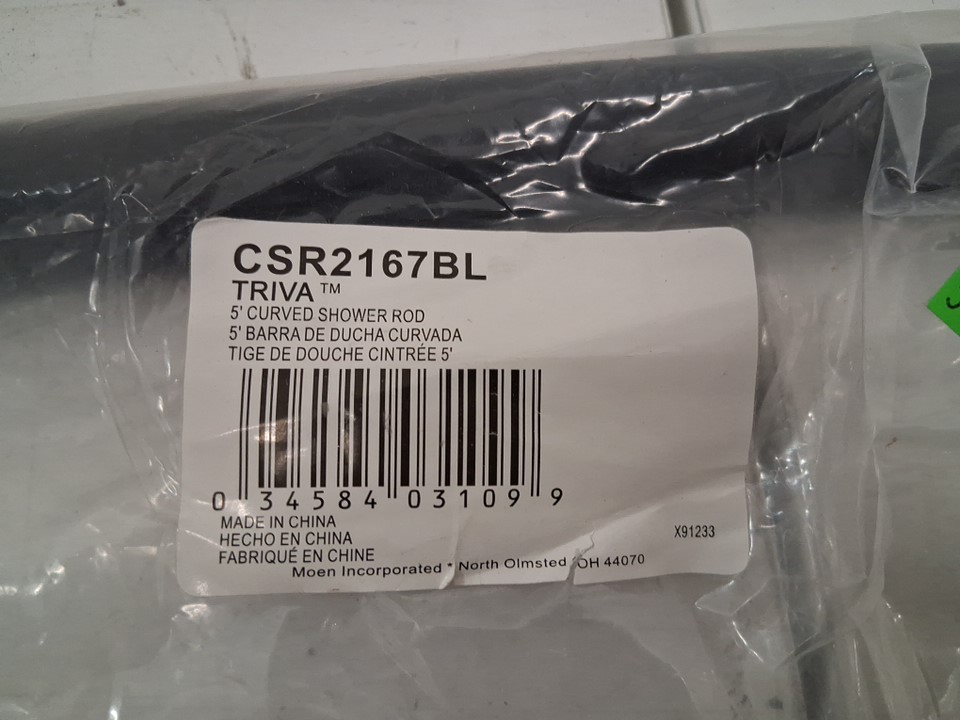 CSR2167BL
TRIVA™
5' CURVED SHOWER ROD
5' BARRA DE DUCHA CURVADA
TIGE DE DOUCHE CINTRÉE 5'
0 34584 03109 9
MADE IN CHINA
HECHO EN CHINA
FABRIQUÉ EN CHINE
X91233
Moen Incorporated * North Olmsted, OH 44070